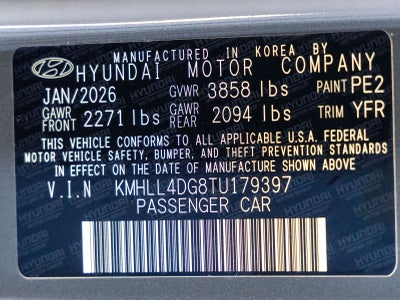 MANUFACTURED IN KOREA BY
HYUNDAI MOTOR COMPANY
JAN/2026 GVWR 3858 lbs PAINT PE2
GAWR FRONT 2271 lbs GAWR REAR 2094 lbs TRIM YFR
THIS VEHICLE CONFORMS TO ALL APPLICABLE U.S.A. FEDERAL
MOTOR VEHICLE SAFETY, BUMPER, AND THEFT PREVENTION STANDARDS
IN EFFECT ON THE DATE OF MANUFACTURE SHOWN ABOVE.
V.I.N KMHLL4DG8TU179397
PASSENGER CAR